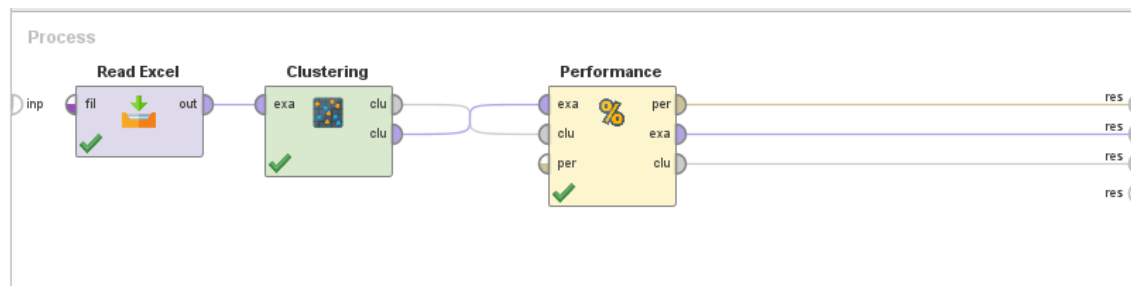 Process
Read Excel
Clustering
Performance
inp
fil
out
exa
clu
exa
per
res
clu
clu
exa
res
per
clu
res
res